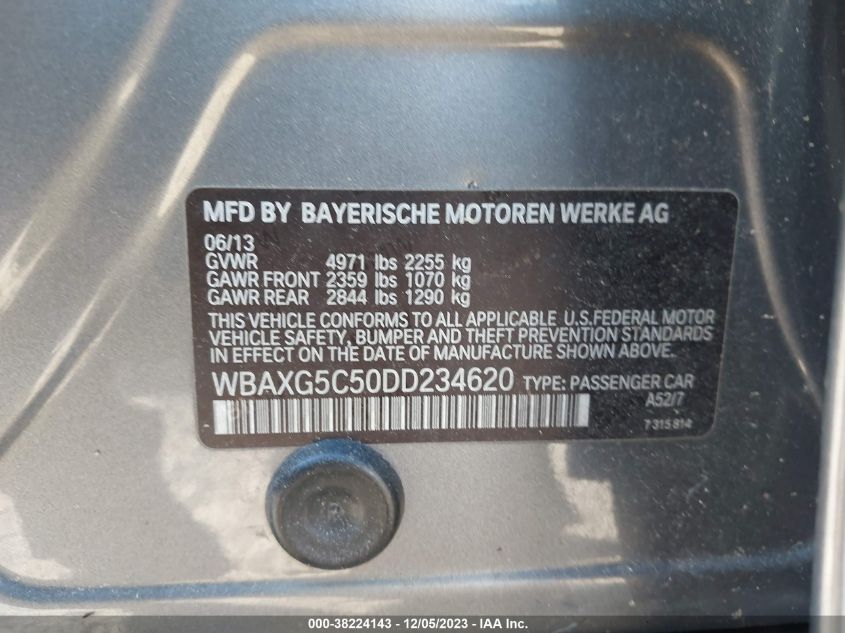 MFD BY BAYERISCHE MOTOREN WERKE AG
06/13
GVWR 4971 lbs 2255 kg
GAWR FRONT 2359 lbs 1070 kg
GAWR REAR 2844 lbs 1290 kg
THIS VEHICLE CONFORMS TO ALL APPLICABLE U.S.FEDERAL MOTOR
VEHICLE SAFETY, BUMPER AND THEFT PREVENTION STANDARDS
IN EFFECT ON THE DATE OF MANUFACTURE SHOWN ABOVE.
WBAXG5C50DD234620 TYPE: PASSENGER CAR
A52/7
7 315 814
000-38224143 - 12/05/2023 - IAA Inc.